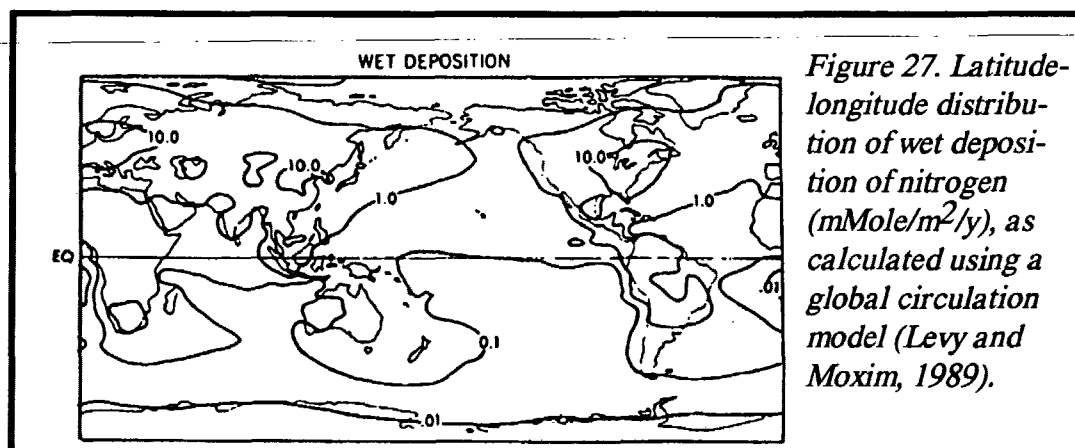 WET DEPOSITION
10.0
10.0
1.0
10.0
1.0
EQ
.01
0.1
.01
Figure 27. Latitude-
longitude distribu-
tion of wet deposi-
tion of nitrogen
(mMole/m²/y), as
calculated using a
global circulation
model (Levy and
Moxim, 1989).